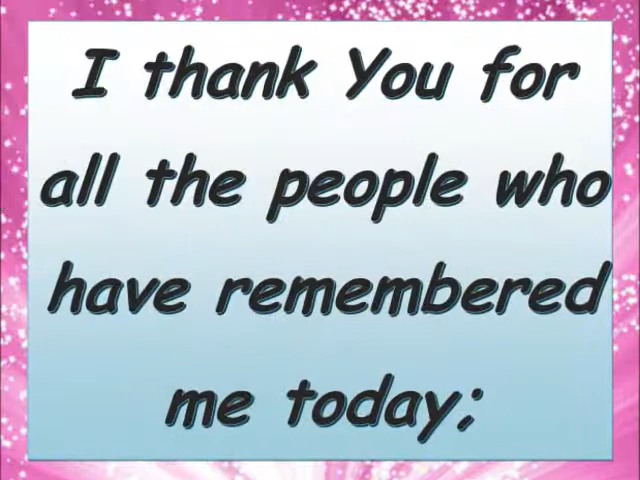 I thank You for
all the people who
have remembered
me today;